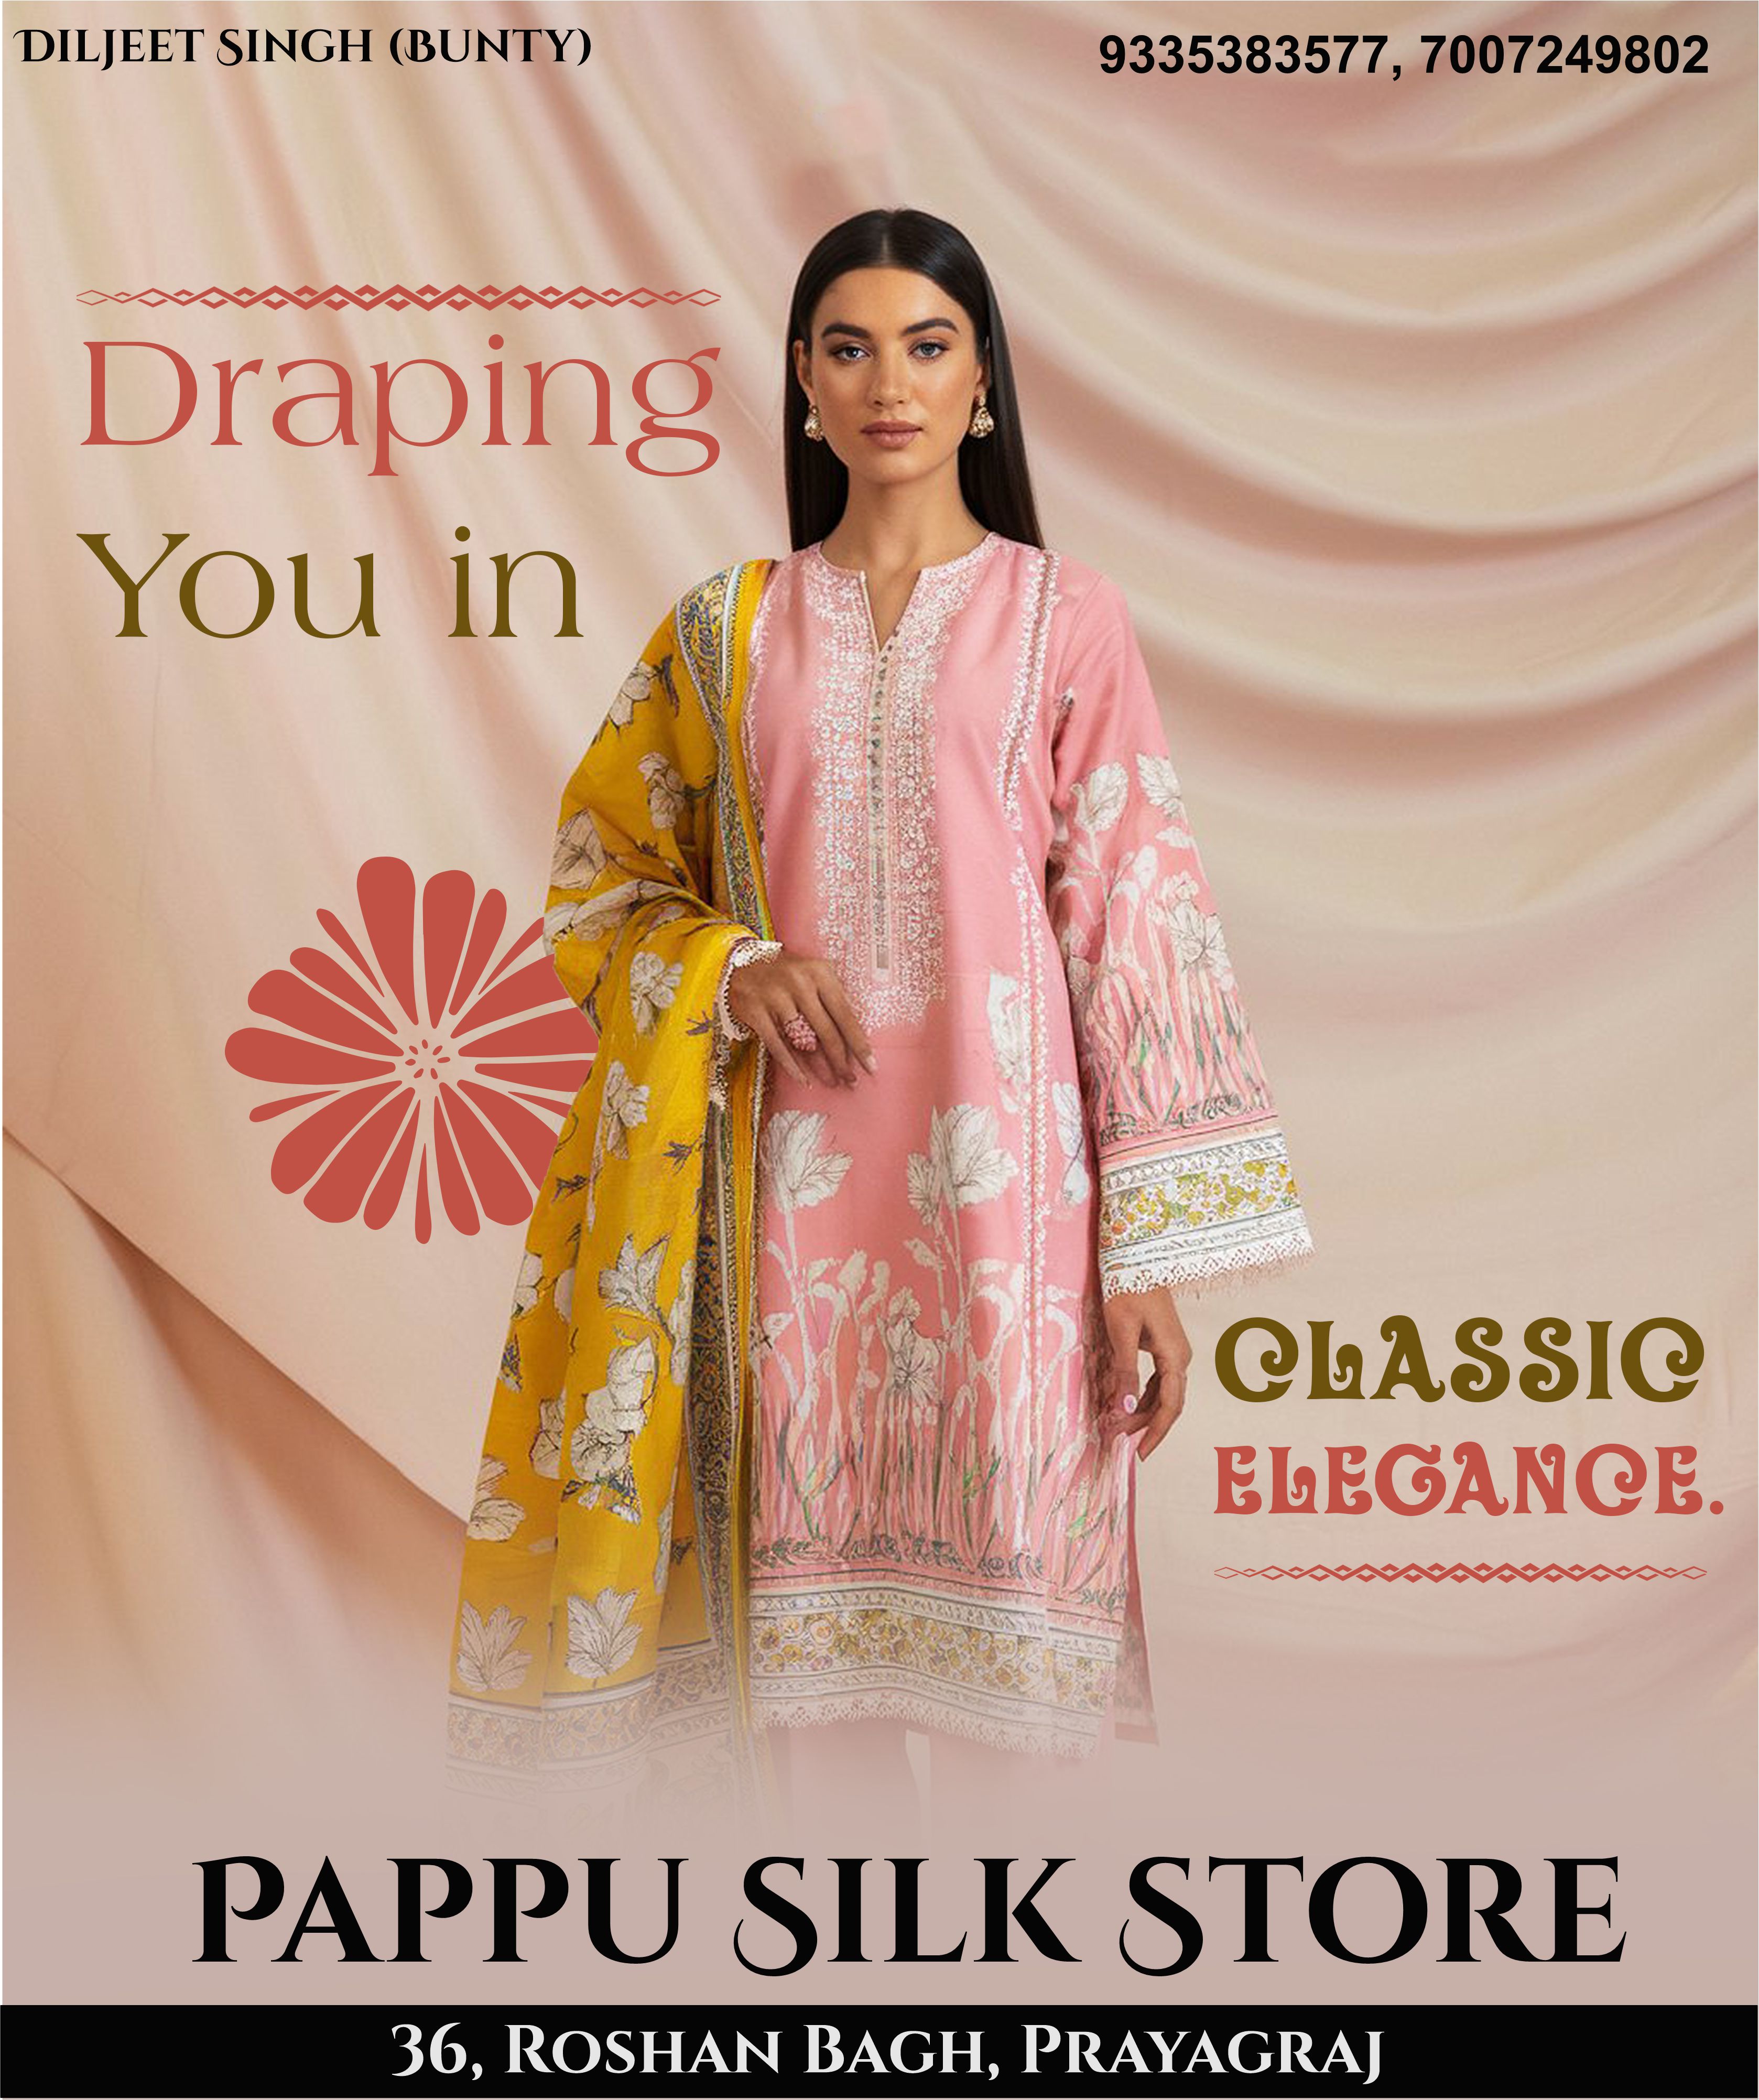 Diljeet Singh (Bunty)
9335383577, 7007249802
Draping
You in
CLASSIC
ELEGANCE.
Pappu Silk Store
36, Roshan Bagh, Prayagraj